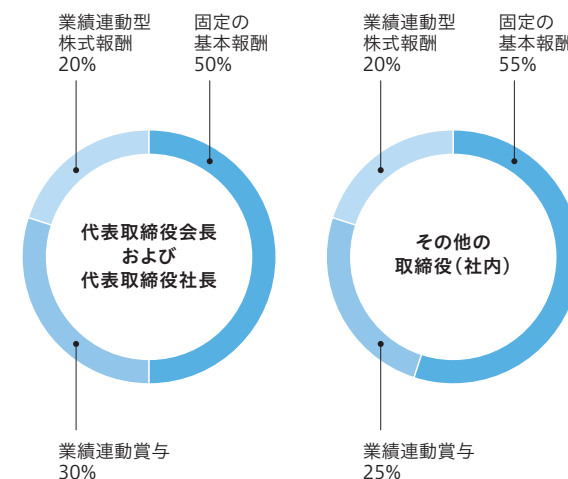 業績連動型
株式報酬
20%
固定の
基本報酬
50%
代表取締役会長
および
代表取締役社長
業績連動賞与
30%
業績連動型
株式報酬
20%
固定の
基本報酬
55%
その他の
取締役(社内)
業績連動賞与
25%